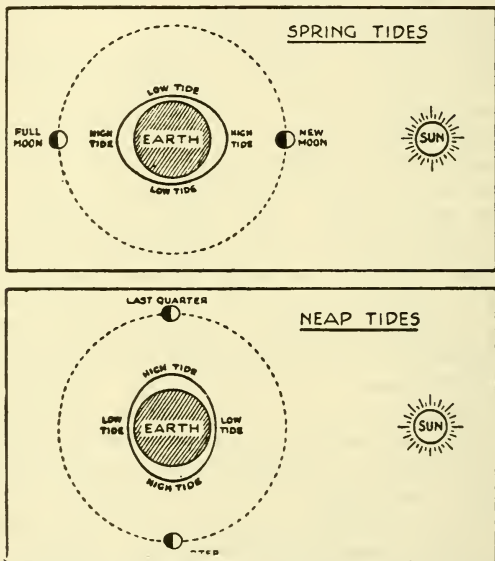 SPRING TIDES
LOW TIDE
FULL
MOON
HIGH
TIDE
EARTH
HIGH
TIDE
NEW
MOON
SUN
LOW TIDE
LAST QUARTER
NEAP TIDES
HIGH TIDE
LOW
TIDE
EARTH
LOW
TIDE
SUN
HIGH TIDE